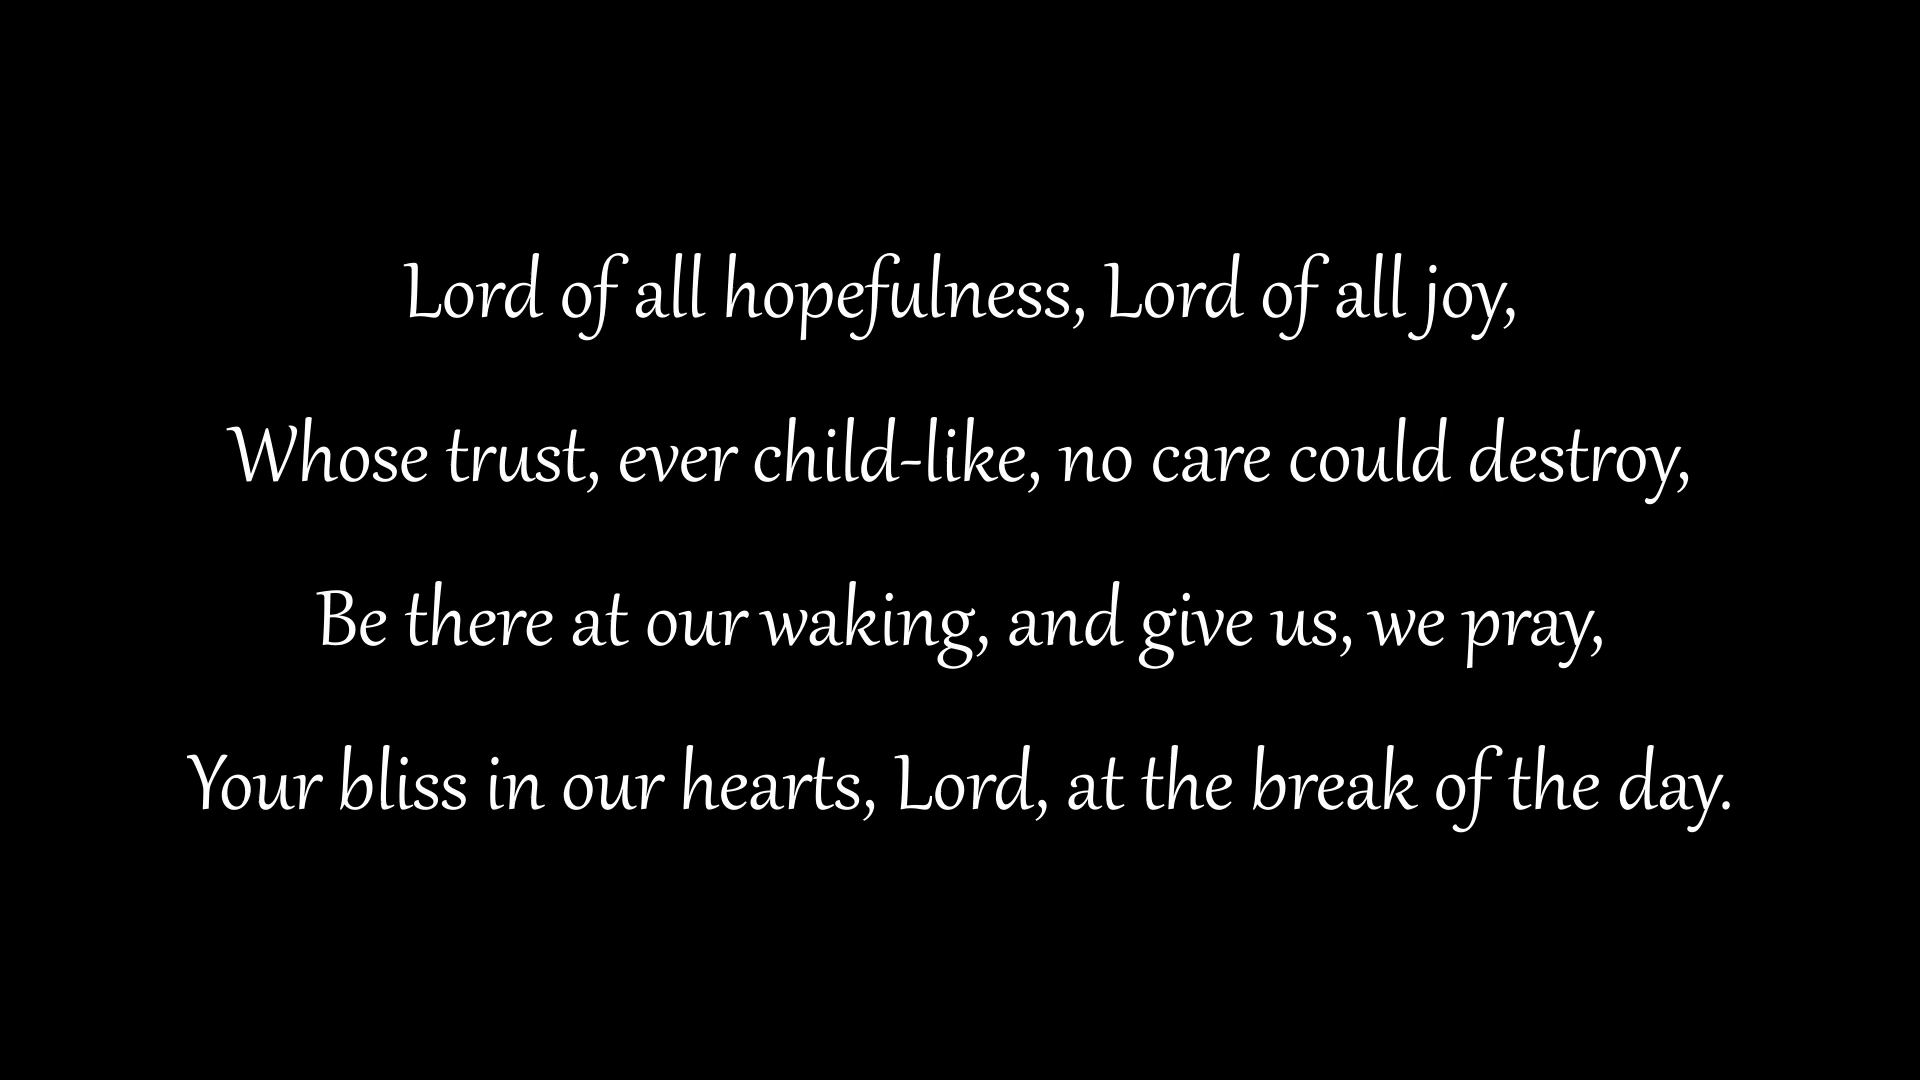 Lord of all hopefulness, Lord of all joy,
Whose trust, ever child-like, no care could destroy,
Be there at our waking, and give us, we pray,
Your bliss in our hearts, Lord, at the break of the day.